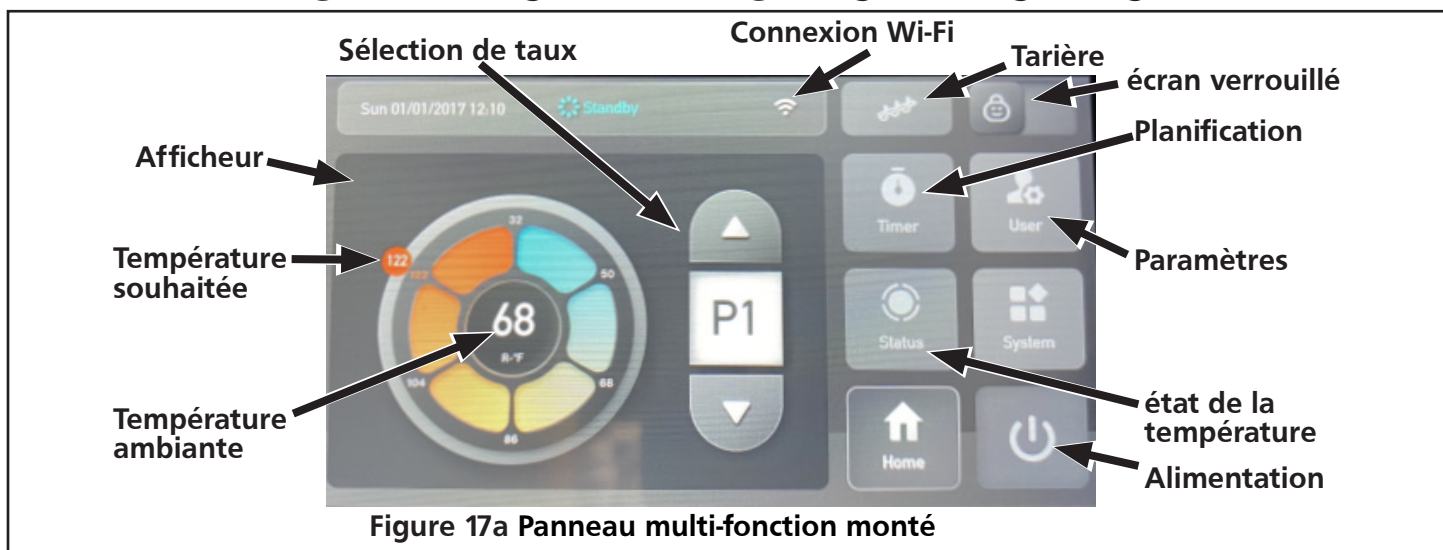 Connexion Wi-Fi
Sélection de taux
Tarière
écran verrouillé
Planification
Afficheur
Température
souhaitée
Paramètres
Température
ambiante
état de la
température
Alimentation
Sun 01/01/2017 12:10 Standby
122
122
32
50
68
86
104
68
R-°F
P1
Timer
User
Status
System
Home
Figure 17a Panneau multi-fonction monté